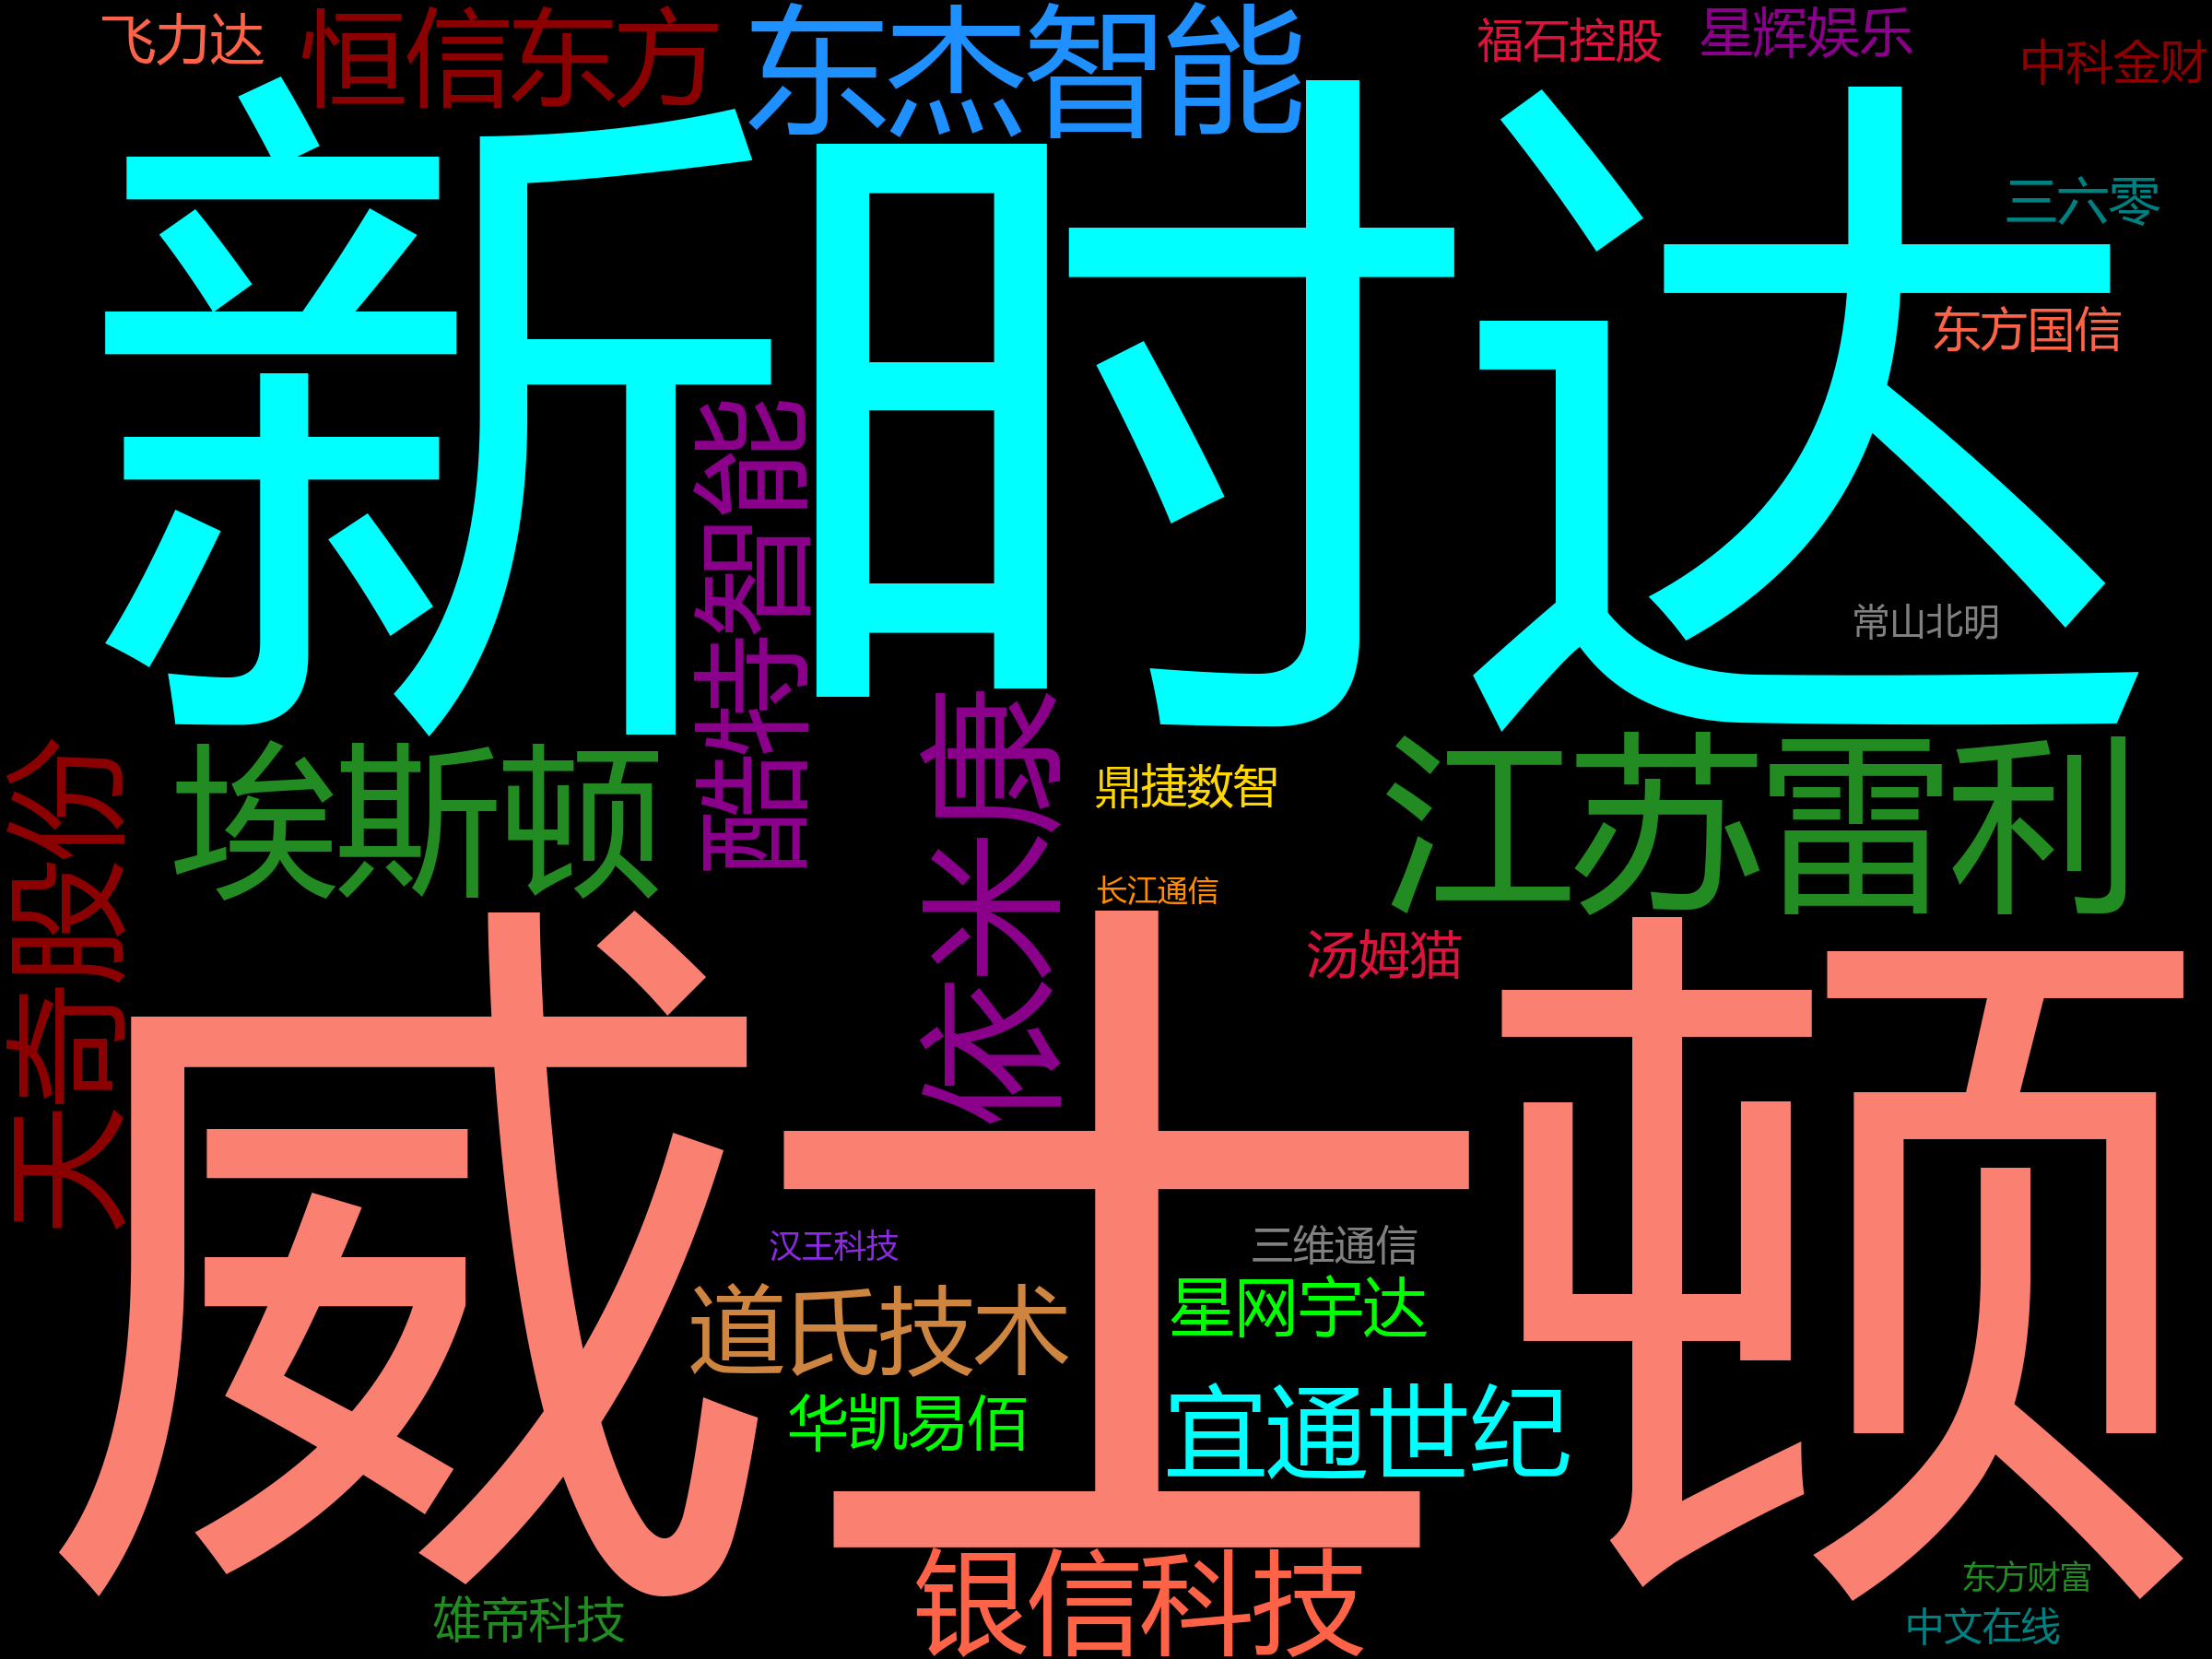 飞力达
恒信东方
东杰智能
福石控股
星辉娱乐
中科金财
三六零
新时达
东方国信
酷特智能
常山北明
天奇股份
埃斯顿
依米康
鼎捷数智
江苏雷利
长江通信
汤姆猫
威士顿
汉王科技
三维通信
道氏技术
星网宇达
华凯易佰
宜通世纪
银信科技
雄帝科技
东方财富
中文在线